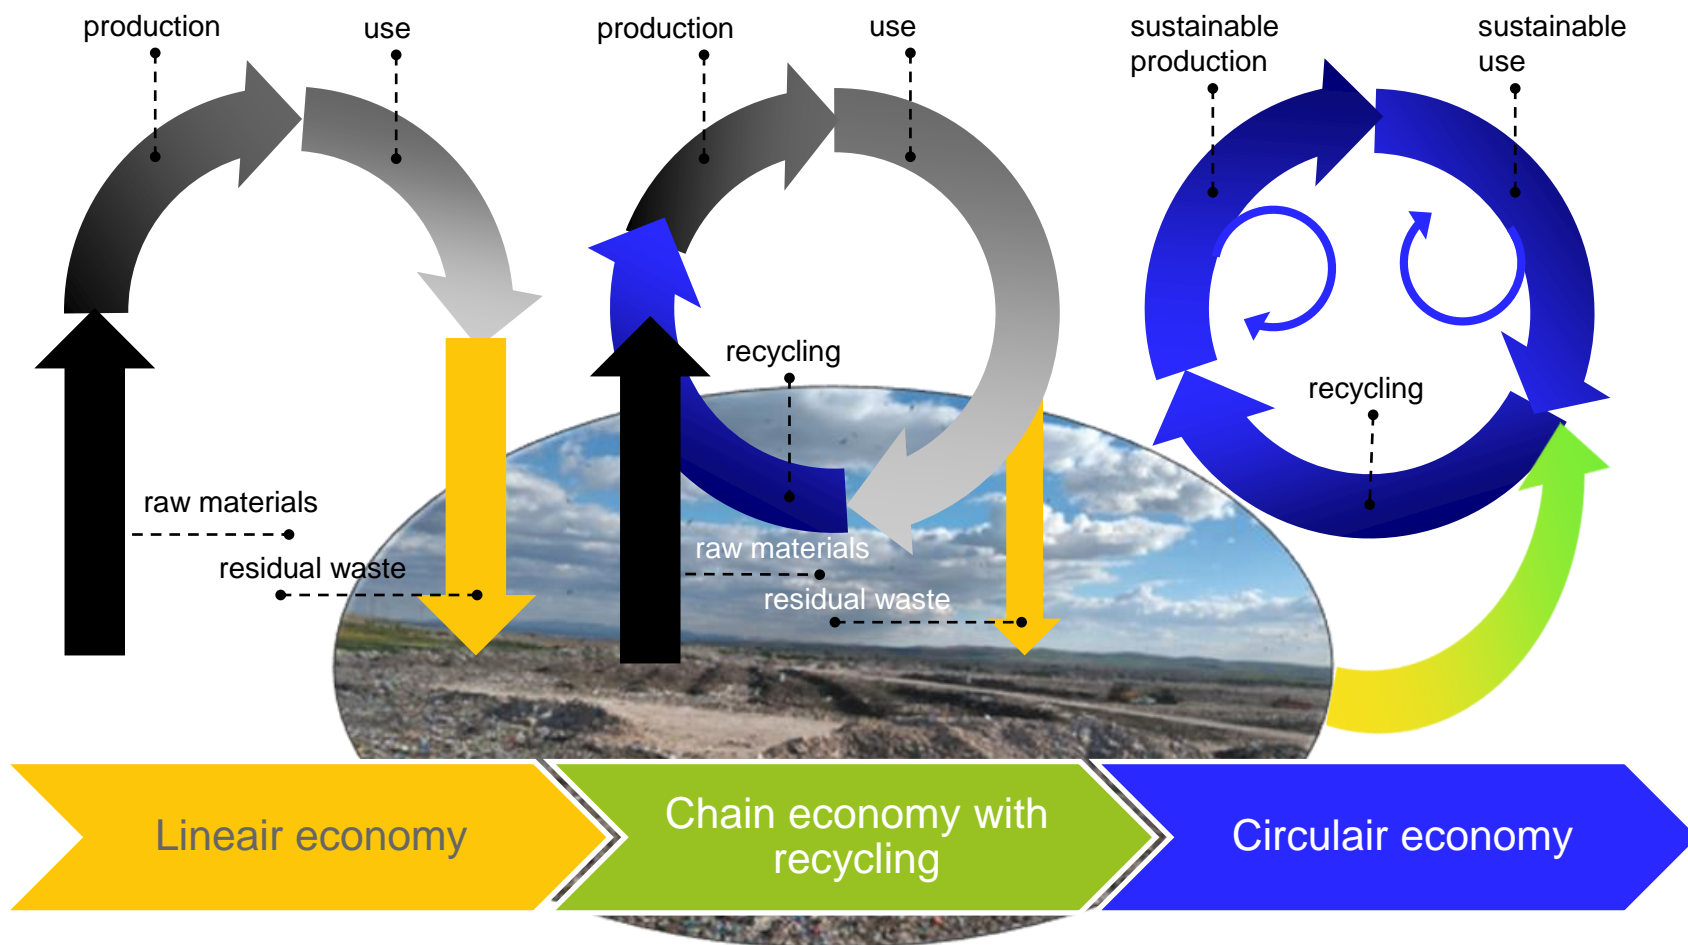 production
use
raw materials
residual waste
Lineair economy
production
use
recycling
raw materials
residual waste
Chain economy with
recycling
sustainable
production
sustainable
use
recycling
Circulair economy